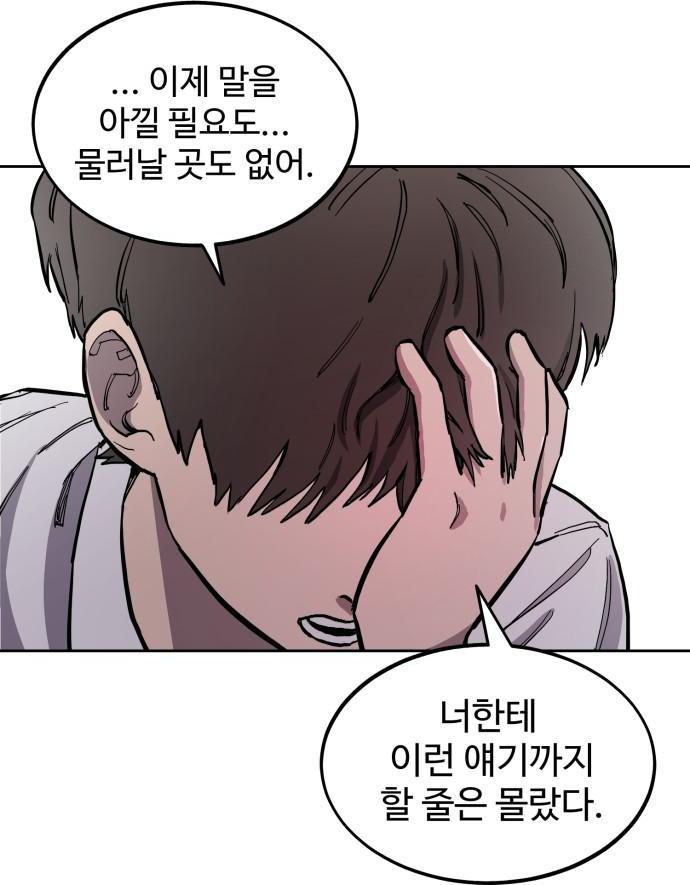 ... 이제 말을
아낄 필요도...
물러날 곳도 없어.
너한테
이런 얘기까지
할 줄은 몰랐다.